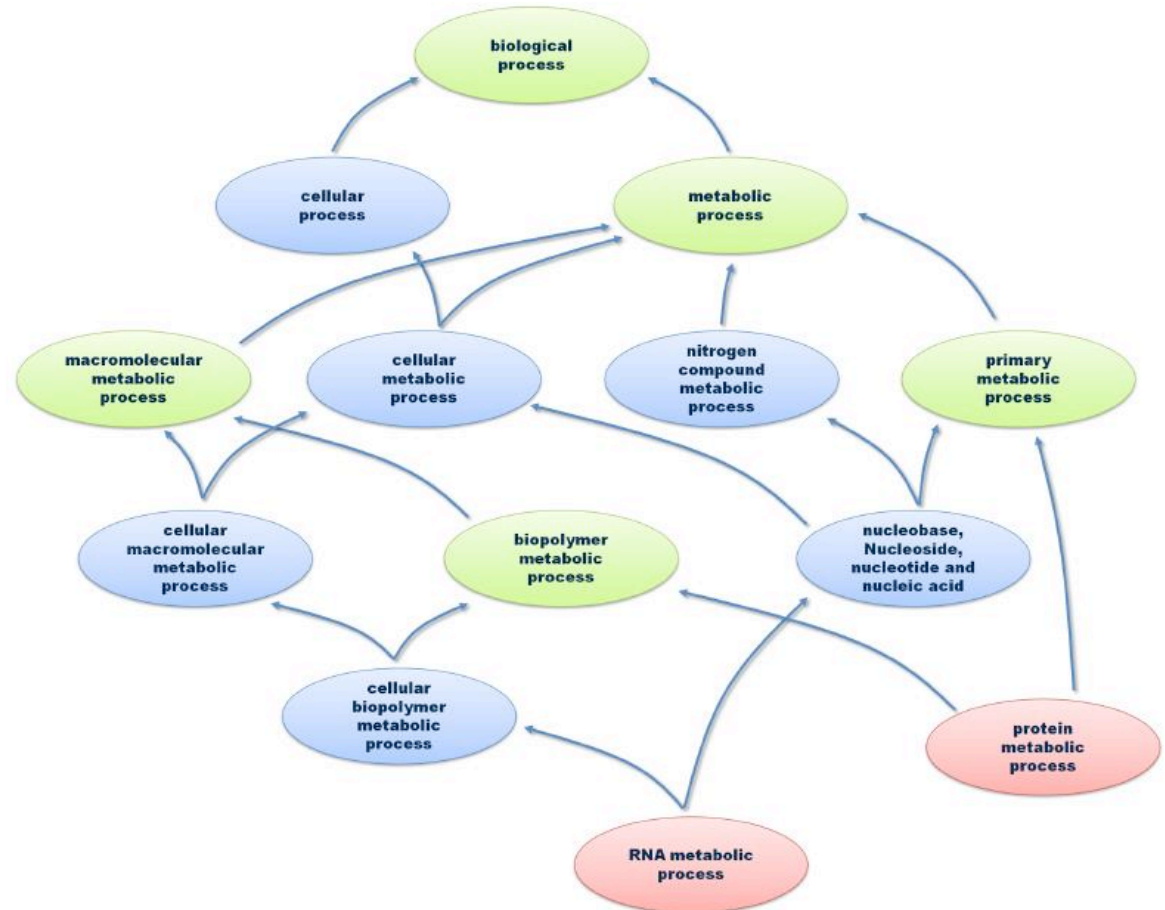 biological
process
cellular
process
metabolic
process
macromolecular
metabolic
process
cellular
metabolic
process
nitrogen
compound
metabolic
process
primary
metabolic
process
cellular
macromolecular
metabolic
process
biopolymer
metabolic
process
nucleobase,
Nucleoside,
nucleotide and
nucleic acid
cellular
biopolymer
metabolic
process
protein
metabolic
process
RNA metabolic
process